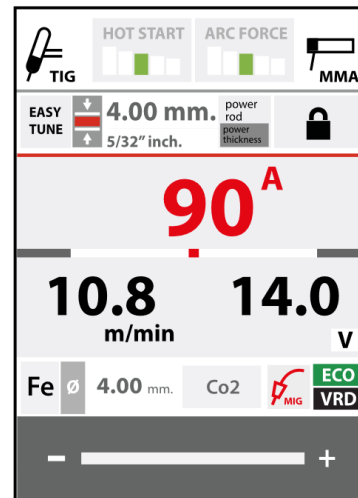 HOT START
ARC FORCE
TIG
MMA
EASY
TUNE
4.00 mm.
5/32" inch.
power
rod
power
thickness
90 A
10.8
m/min
14.0
V
Fe
Ø
4.00 mm.
Co2
MIG
ECO
VRD
- +